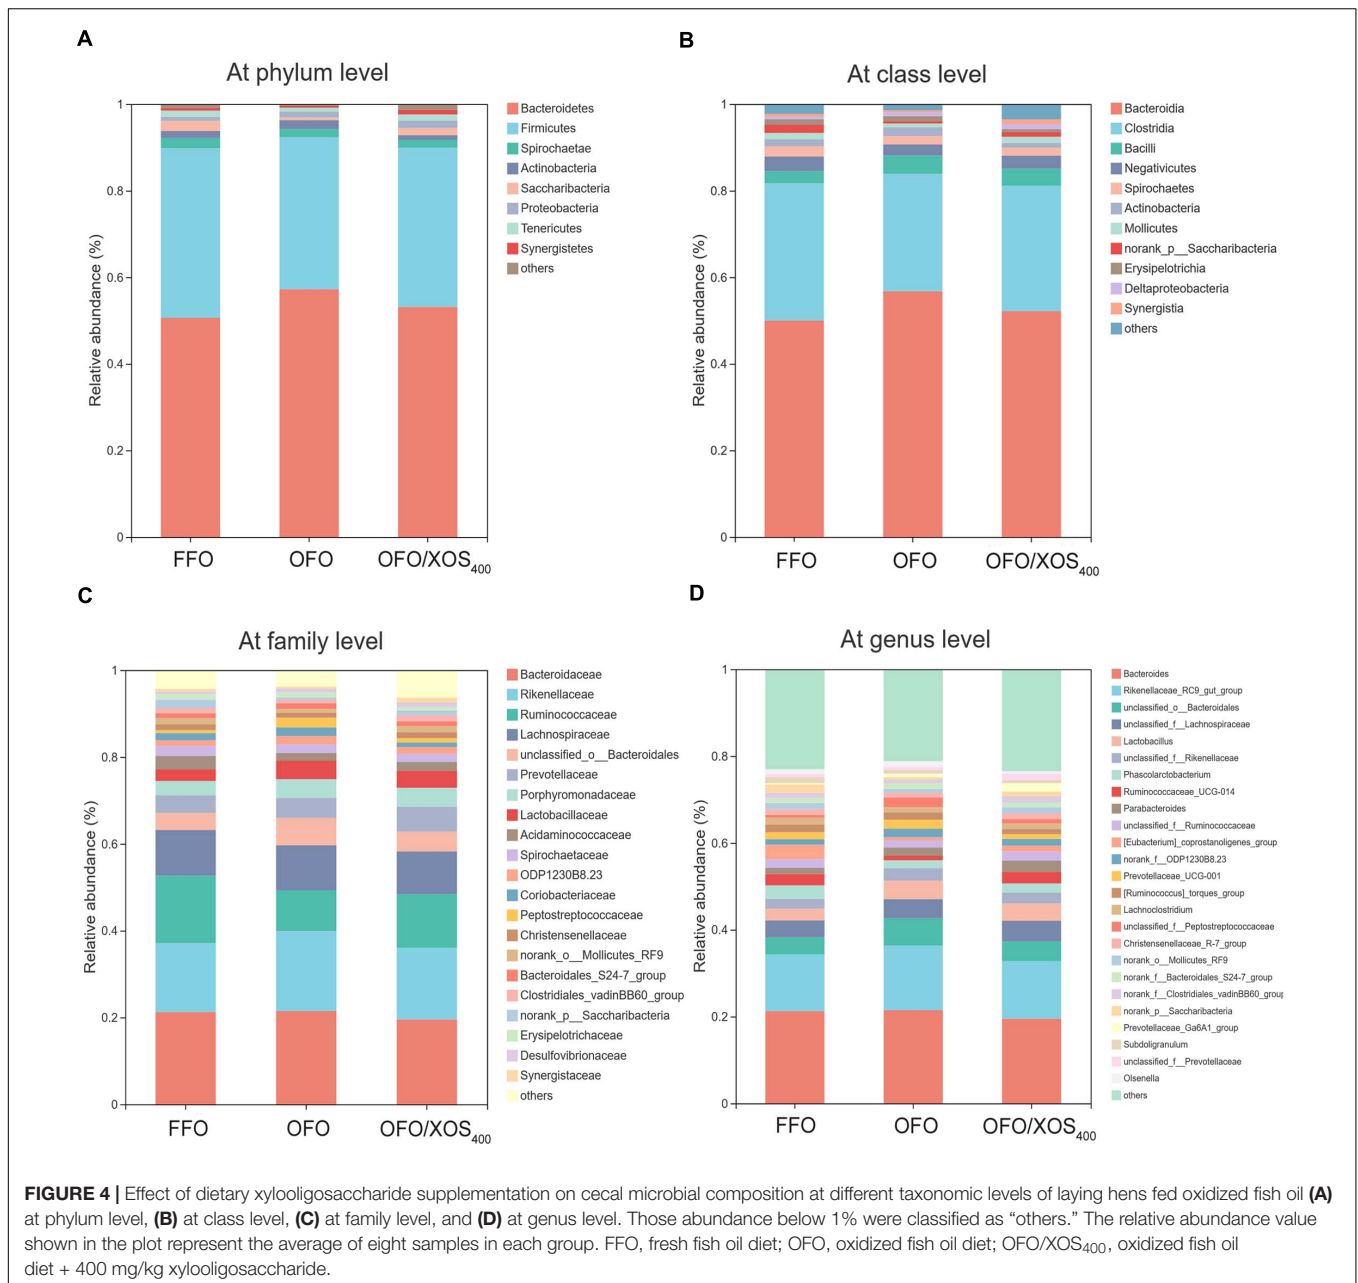 A
At phylum level
Relative abundance (%)
1
0.8
0.6
0.4
0.2
0
FFO
OFO
OFO/XOS400
Bacteroidetes
Firmicutes
Spirochaetae
Actinobacteria
Saccharibacteria
Proteobacteria
Tenericutes
Synergistetes
others
B
At class level
Relative abundance (%)
1
0.8
0.6
0.4
0.2
0
FFO
OFO
OFO/XOS400
Bacteroidia
Clostridia
Bacilli
Negativicutes
Spirochaetes
Actinobacteria
Mollicutes
norank_p__Saccharibacteria
Erysipelotrichia
Deltaproteobacteria
Synergistia
others
C
At family level
Relative abundance (%)
1
0.8
0.6
0.4
0.2
0
FFO
OFO
OFO/XOS400
Bacteroidaceae
Rikenellaceae
Ruminococcaceae
Lachnospiraceae
unclassified_o__Bacteroidales
Prevotellaceae
Porphyromonadaceae
Lactobacillaceae
Acidaminococcaceae
Spirochaetaceae
ODP1230B8.23
Coriobacteriaceae
Peptostreptococcaceae
Christensenellaceae
norank_o__Mollicutes_RF9
Bacteroidales_S24-7_group
Clostridiales_vadinBB60_group
norank_p__Saccharibacteria
Erysipelotrichaceae
Desulfovibrionaceae
Synergistaceae
others
D
At genus level
Relative abundance (%)
1
0.8
0.6
0.4
0.2
0
FFO
OFO
OFO/XOS400
Bacteroides
Rikenellaceae_RC9_gut_group
unclassified_o__Bacteroidales
unclassified_f__Lachnospiraceae
Lactobacillus
unclassified_f__Rikenellaceae
Phascolarctobacterium
Ruminococcaceae_UCG-014
Parabacteroides
unclassified_f__Ruminococcaceae
[Eubacterium]_coprostanoligenes_group
norank_f__ODP1230B8.23
Prevotellaceae_UCG-001
[Ruminococcus]_torques_group
Lachnoclostridium
unclassified_f__Peptostreptococcaceae
Christensenellaceae_R-7_group
norank_o__Mollicutes_RF9
norank_f__Bacteroidales_S24-7_group
norank_f__Clostridiales_vadinBB60_group
norank_p__Saccharibacteria
Prevotellaceae_Ga6A1_group
Subdoligranulum
unclassified_f__Prevotellaceae
Olsenella
others
FIGURE 4 | Effect of dietary xylooligosaccharide supplementation on cecal microbial composition at different taxonomic levels of laying hens fed oxidized fish oil (A)
at phylum level, (B) at class level, (C) at family level, and (D) at genus level. Those abundance below 1% were classified as “others.” The relative abundance value
shown in the plot represent the average of eight samples in each group. FFO, fresh fish oil diet; OFO, oxidized fish oil diet; OFO/XOS400, oxidized fish oil
diet + 400 mg/kg xylooligosaccharide.